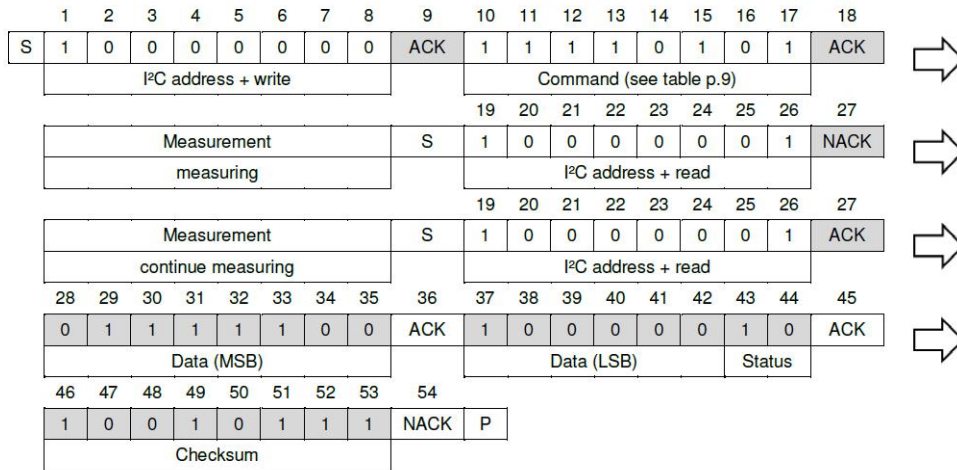 1 2 3 4 5 6 7 8 9 10 11 12 13 14 15 16 17 18
S 1 0 0 0 0 0 0 0 ACK 1 1 1 1 0 1 0 1 ACK
I²C address + write Command (see table p.9)
19 20 21 22 23 24 25 26 27
Measurement S 1 0 0 0 0 0 0 1 NACK
measuring I²C address + read
19 20 21 22 23 24 25 26 27
Measurement S 1 0 0 0 0 0 0 1 ACK
continue measuring I²C address + read
28 29 30 31 32 33 34 35 36 37 38 39 40 41 42 43 44 45
0 1 1 1 1 1 0 0 ACK 1 0 0 0 0 0 1 0 ACK
Data (MSB) Data (LSB) Status
46 47 48 49 50 51 52 53 54
1 0 0 1 0 1 1 1 NACK P
Checksum